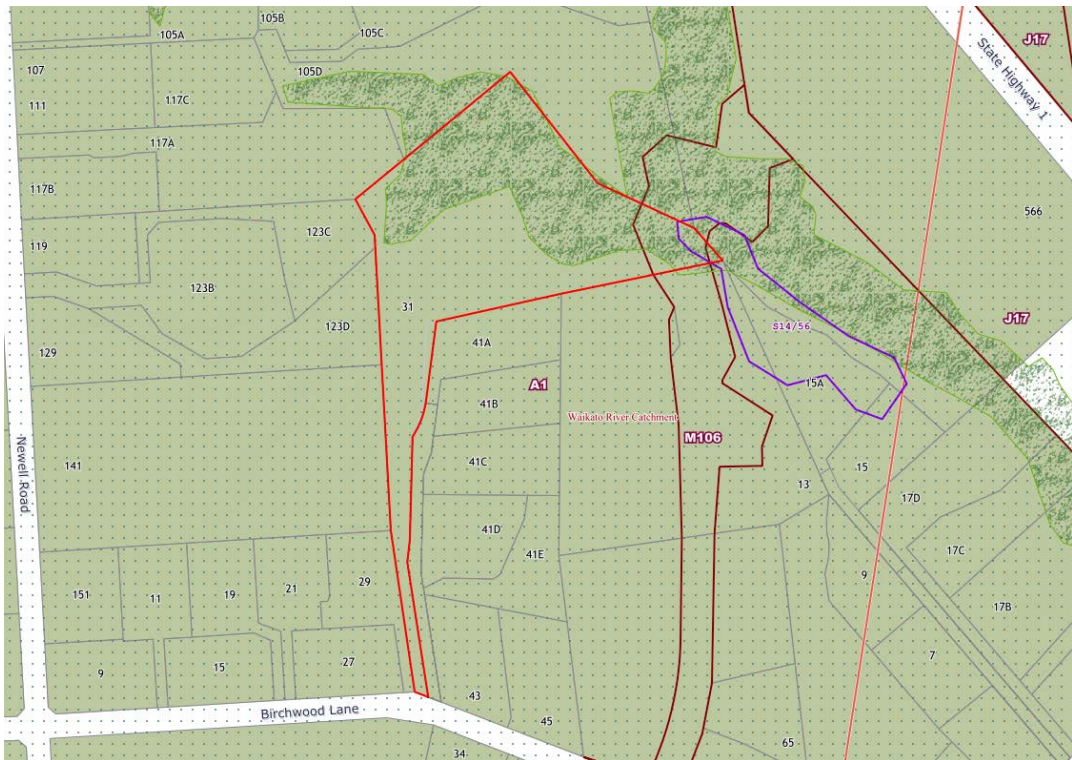 105B
105A
105C
J17
State Highway 1
107
105D
117C
111
117A
117B
566
119
123C
123B
31
J17
123D
S14/56
41A
129
15A
A1
41B
Waikato River Catchment
M106
41C
141
Newell Road
15
13
17D
41D
41E
17C
9
29
21
19
11
151
17B
7
27
15
9
43
Birchwood Lane
45
65
34